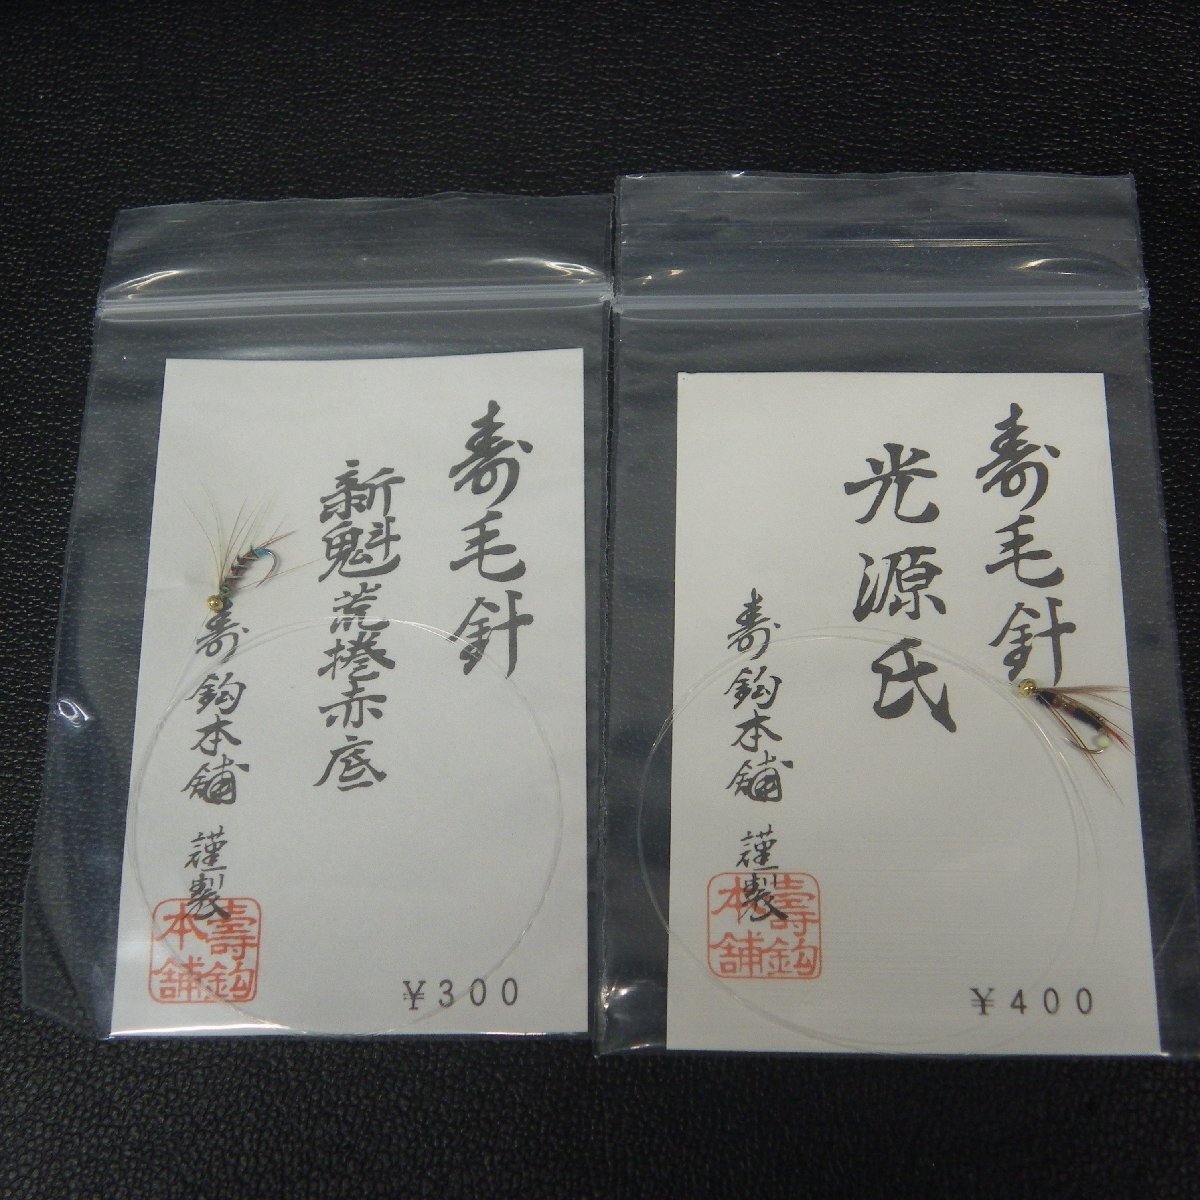 寿毛針
新魁荒捲赤底
寿鈎本舗 謹製
壽鈎
本舗
¥300
寿毛針
光源氏
寿鈎本舗 謹製
壽鈎
本舗
¥400